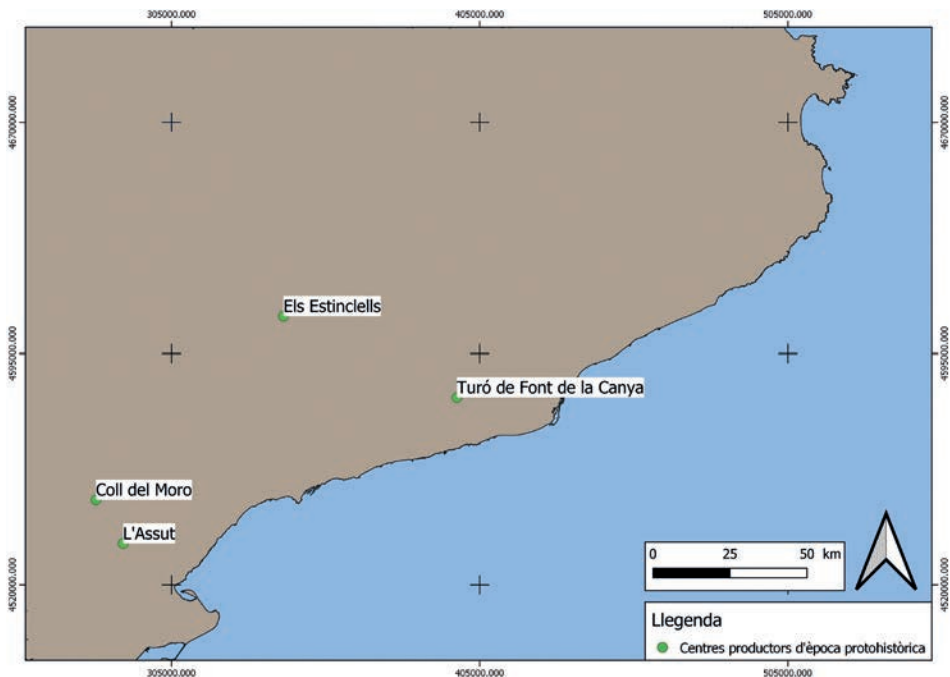 305000.000 405000.000 505000.000
4670000.000 4670000.000
Els Estinclells
4595000.000 4595000.000
Turó de Font de la Canya
Coll del Moro
L'Assut
0 25 50 km
4520000.000 4520000.000
Llegenda
Centres productors d'època protohistòrica
305000.000 405000.000 505000.000